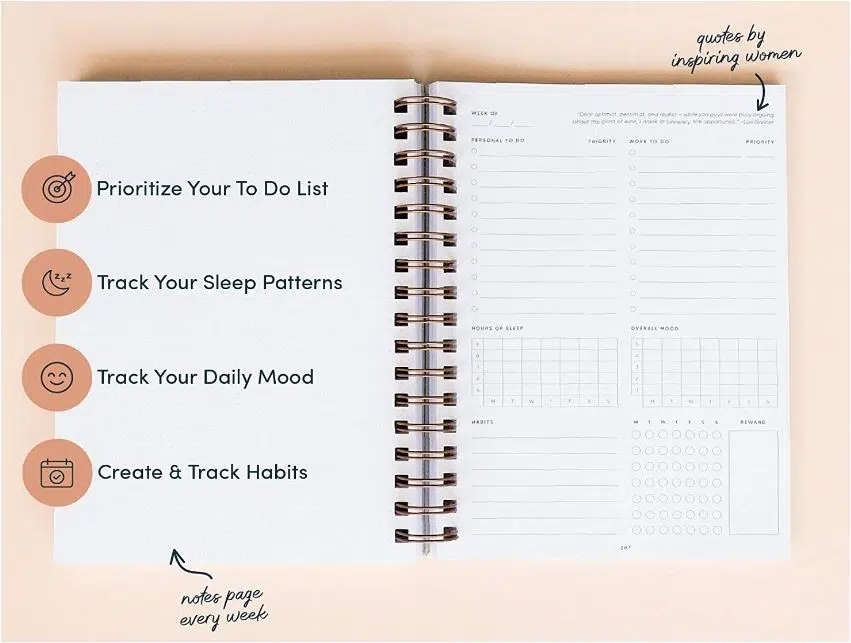 quotes by
inspiring women
Prioritize Your To Do List
Track Your Sleep Patterns
Track Your Daily Mood
Create & Track Habits
notes page
every week
WEEK OF
"Dear optimist, pessimist, and realist – while you guys were busy arguing
about the glass of wine, I drank it! Sincerely, the opportunist." -Lori Greiner
PERSONAL TO DO PRIORITY
WORK TO DO PRIORITY
HOURS OF SLEEP
M T W T F S S
OVERALL MOOD
M T W T F S S
HABITS
M T W T F S S
REWARD